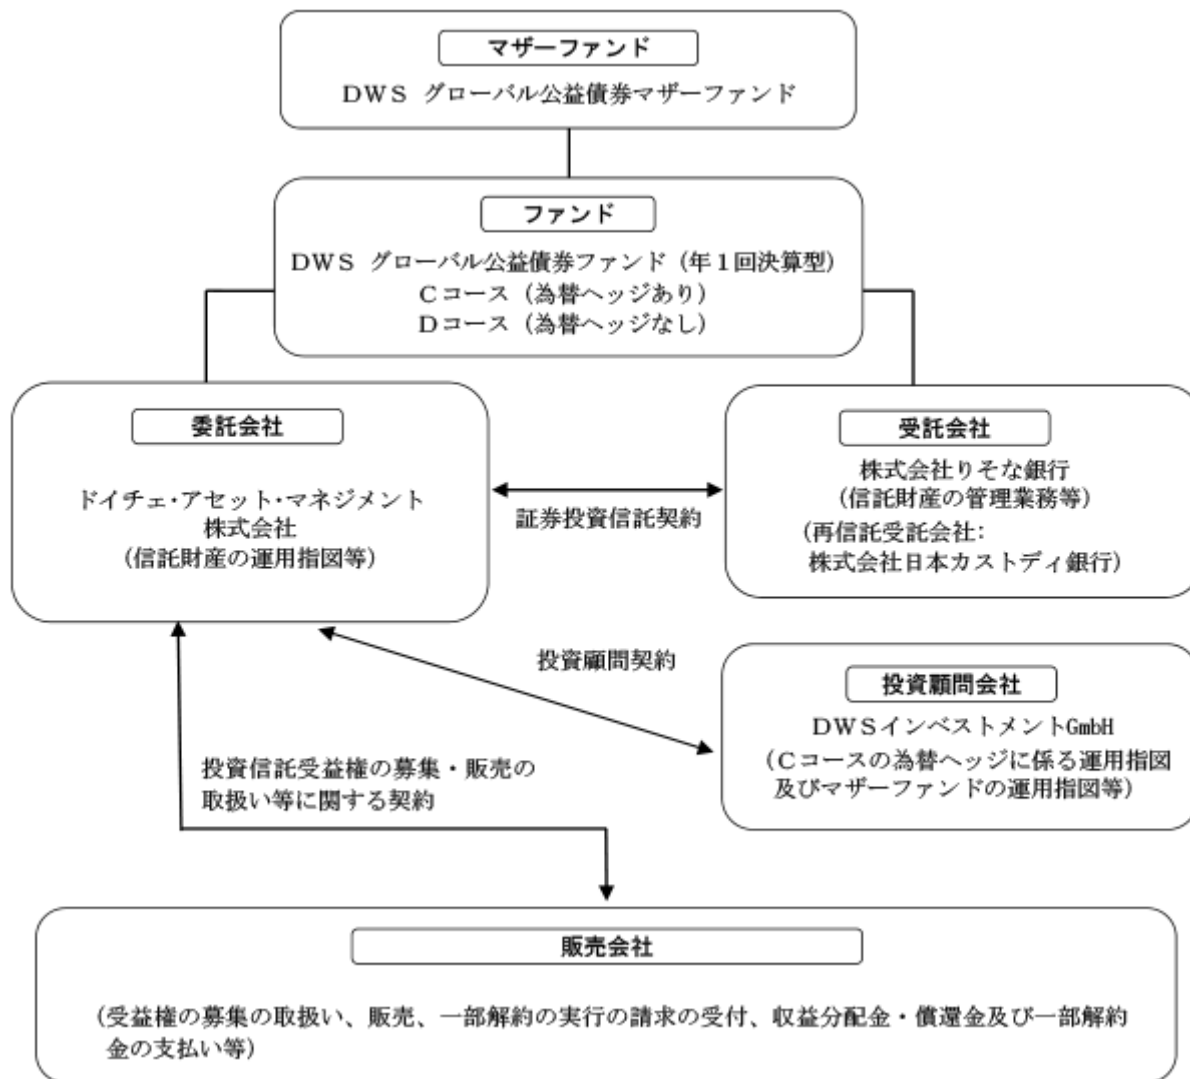 マザーファンド
DWS グローバル公益債券マザーファンド
ファンド
DWS グローバル公益債券ファンド（年１回決算型）
Ｃコース（為替ヘッジあり）
Ｄコース（為替ヘッジなし）
委託会社
ドイチェ・アセット・マネジメント
株式会社
（信託財産の運用指図等）
証券投資信託契約
受託会社
株式会社りそな銀行
（信託財産の管理業務等）
（再信託受託会社：
株式会社日本カストディ銀行）
投資顧問契約
投資顧問会社
DWSインベストメントGmbH
（Ｃコースの為替ヘッジに係る運用指図
及びマザーファンドの運用指図等）
投資信託受益権の募集・販売の
取扱い等に関する契約
販売会社
（受益権の募集の取扱い、販売、一部解約の実行の請求の受付、収益分配金・償還金及び一部解約
金の支払い等）